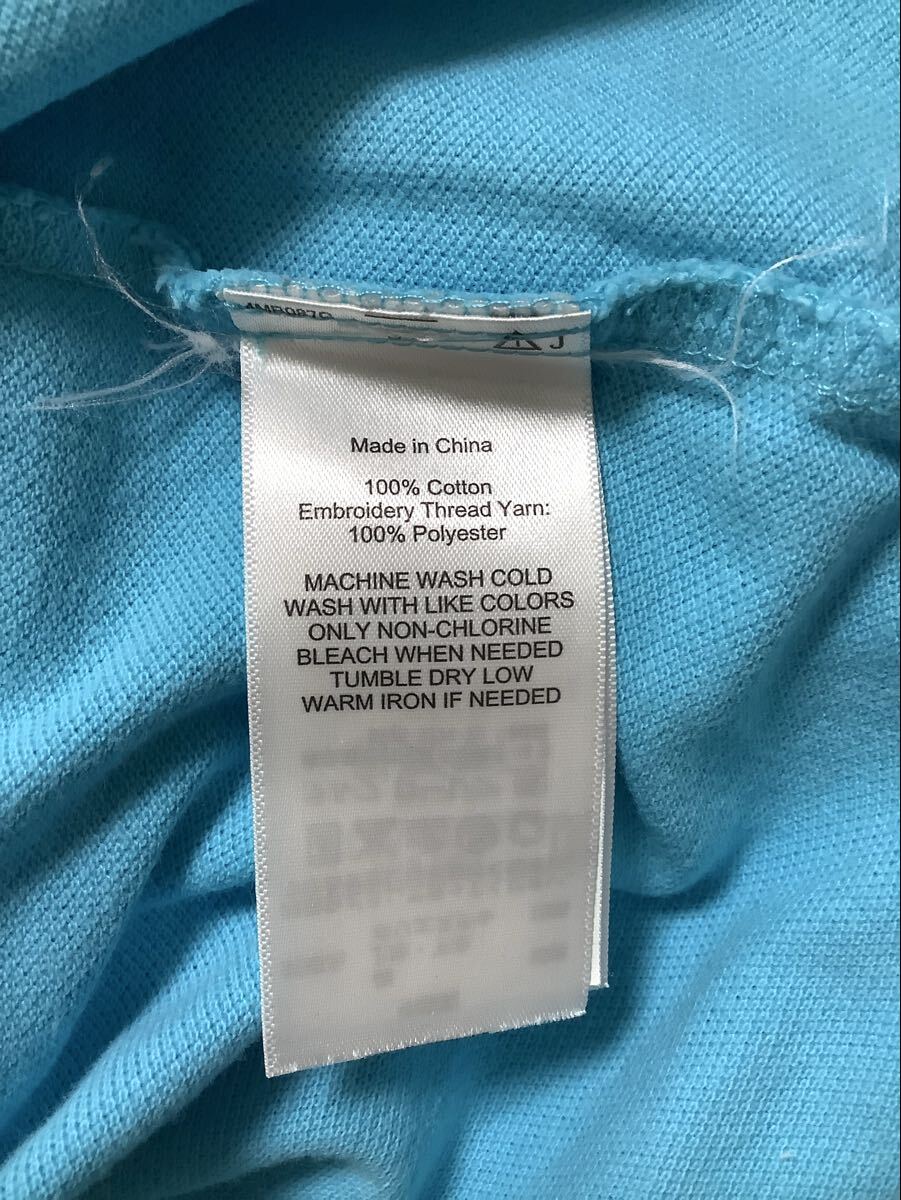 J
Made in China
100% Cotton
Embroidery Thread Yarn:
100% Polyester
MACHINE WASH COLD
WASH WITH LIKE COLORS
ONLY NON-CHLORINE
BLEACH WHEN NEEDED
TUMBLE DRY LOW
WARM IRON IF NEEDED